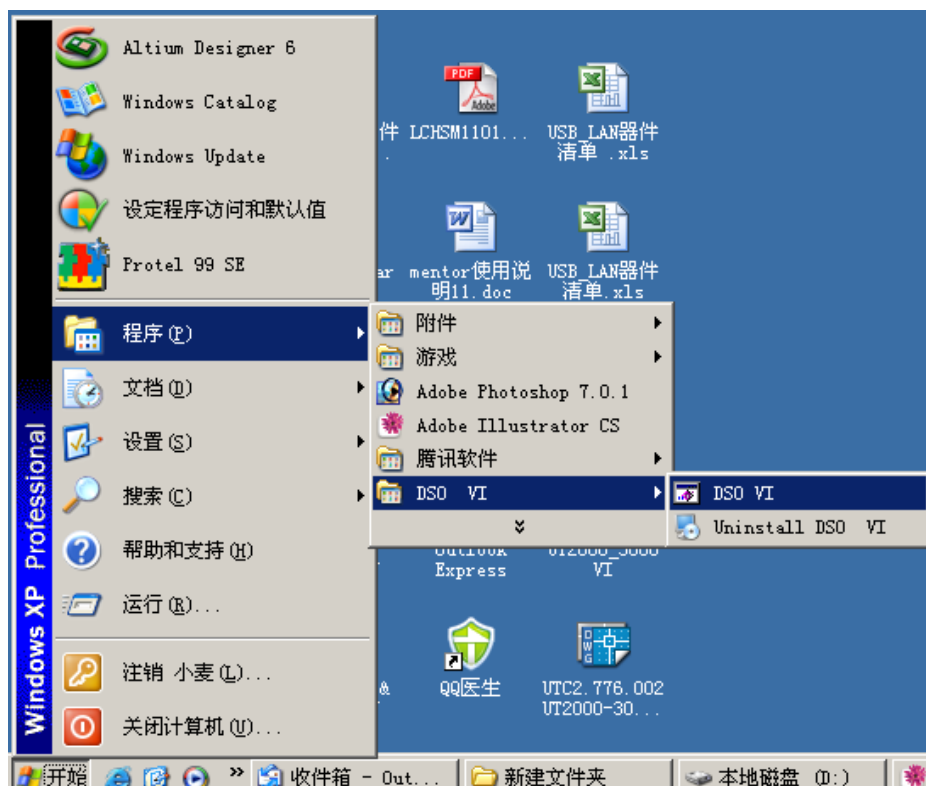 Altium Designer 6
Windows Catalog
Windows Update
设定程序访问和默认值
Protel 99 SE
程序(P)
文档(D)
设置(S)
搜索(C)
帮助和支持(H)
运行(R)...
注销 小麦(L)...
关闭计算机(U)...
Windows XP Professional
附件
游戏
Adobe Photoshop 7.0.1
Adobe Illustrator CS
腾讯软件
DSO VI
DSO VI
Uninstall DSO VI
件
PDF
Adobe
LCHSM1101...
USB_LAN器件
清单 .xls
ar
mentor使用说
明11.doc
USB_LAN器件
清单.xls
Outlook
Express
VI
&
QQ医生
DWG
UTC2.776.002
UT2000-30...
开始
收件箱 - Out...
新建文件夹
本地磁盘 (D:)